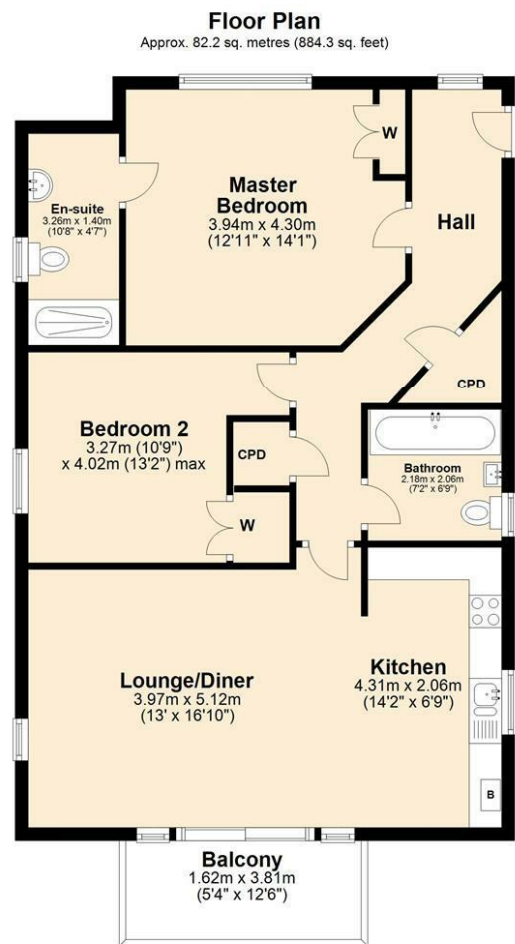 Floor Plan
Approx. 82.2 sq. metres (884.3 sq. feet)
W
Master
Bedroom
3.94m x 4.30m
(12'11" x 14'1")
En-suite
3.26m x 1.40m
(10'8" x 4'7")
Hall
CPD
Bedroom 2
3.27m (10'9")
x 4.02m (13'2") max
CPD
W
Bathroom
2.18m x 2.06m
(7'2" x 6'9")
Lounge/Diner
3.97m x 5.12m
(13' x 16'10")
Kitchen
4.31m x 2.06m
(14'2" x 6'9")
B
Balcony
1.62m x 3.81m
(5'4" x 12'6")